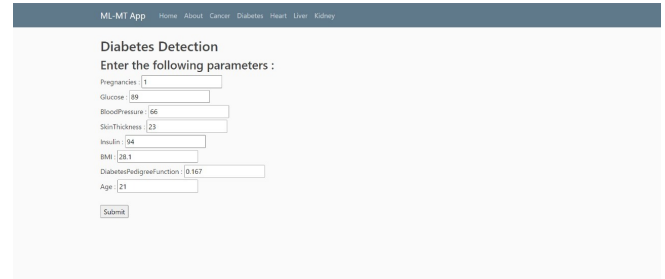 ML-MT App Home About Cancer Diabetes Heart Liver Kidney
Diabetes Detection
Enter the following parameters :
Pregnancies : 1
Glucose : 89
BloodPressure : 66
SkinThickness : 23
Insulin : 94
BMI : 28.1
DiabetesPedigreeFunction : 0.167
Age : 21
Submit